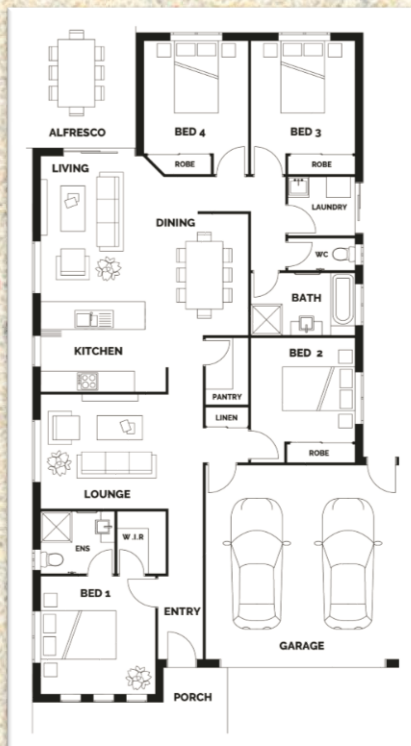 ALFRESCO
BED 4
BED 3
ROBE
ROBE
LIVING
LAUNDRY
DINING
WC
BATH
KITCHEN
BED 2
PANTRY
LINEN
ROBE
LOUNGE
ENS
W.I.R
BED 1
ENTRY
GARAGE
PORCH